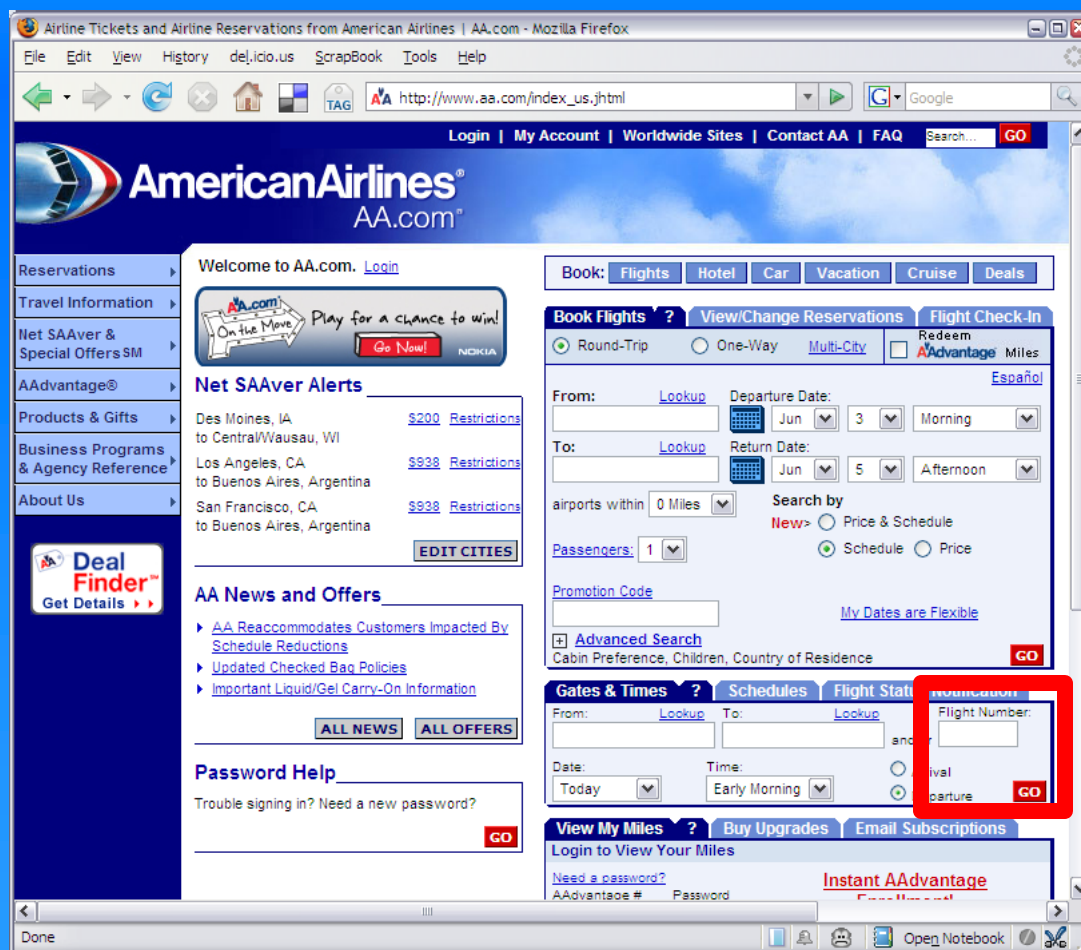 Airline Tickets and Airline Reservations from American Airlines | AA.com - Mozilla Firefox
File Edit View History del.icio.us ScrapBook Tools Help
TAG AA http://www.aa.com/index_us.jhtml G Google
Login | My Account | Worldwide Sites | Contact AA | FAQ Search... GO
AmericanAirlines®
AA.com
Reservations
Travel Information
Net SAAver &
Special Offers SM
AAdvantage®
Products & Gifts
Business Programs
& Agency Reference
About Us
AA Deal
Finder™
Get Details
Welcome to AA.com. Login
AA.com
On the Move
Play for a chance to win!
Go Now! NOKIA
Net SAAver Alerts
Des Moines, IA $200 Restrictions
to Central/Wausau, WI
Los Angeles, CA $938 Restrictions
to Buenos Aires, Argentina
San Francisco, CA $938 Restrictions
to Buenos Aires, Argentina
EDIT CITIES
AA News and Offers
AA Reaccommodates Customers Impacted By
Schedule Reductions
Updated Checked Bag Policies
Important Liquid/Gel Carry-On Information
ALL NEWS ALL OFFERS
Password Help
Trouble signing in? Need a new password?
GO
Book: Flights Hotel Car Vacation Cruise Deals
Book Flights ? View/Change Reservations Flight Check-In
Round-Trip One-Way Multi-City Redeem
AAdvantage Miles
Español
From: Lookup Departure Date:
Jun 3 Morning
To: Lookup Return Date:
Jun 5 Afternoon
airports within 0 Miles Search by
New> Price & Schedule
Passengers: 1 Schedule Price
Promotion Code
My Dates are Flexible
+ Advanced Search
Cabin Preference, Children, Country of Residence GO
Gates & Times ? Schedules Flight Notification
From: Lookup To: Lookup Flight Number:
Date: Time:
Today Early Morning GO
View My Miles ? Buy Upgrades Email Subscriptions
Login to View Your Miles
Need a password? Instant AAdvantage
AAdvantage # Password Enrollment!
Done Open Notebook